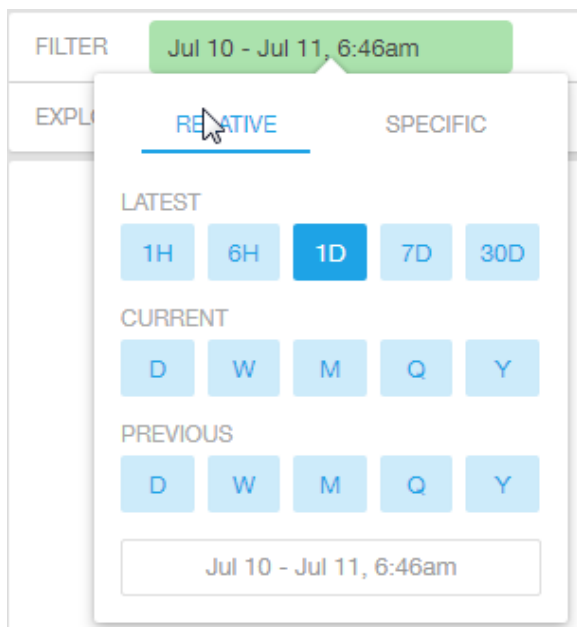 FILTER Jul 10 - Jul 11, 6:46am
RELATIVE SPECIFIC
LATEST
1H 6H 1D 7D 30D
CURRENT
D W M Q Y
PREVIOUS
D W M Q Y
Jul 10 - Jul 11, 6:46am